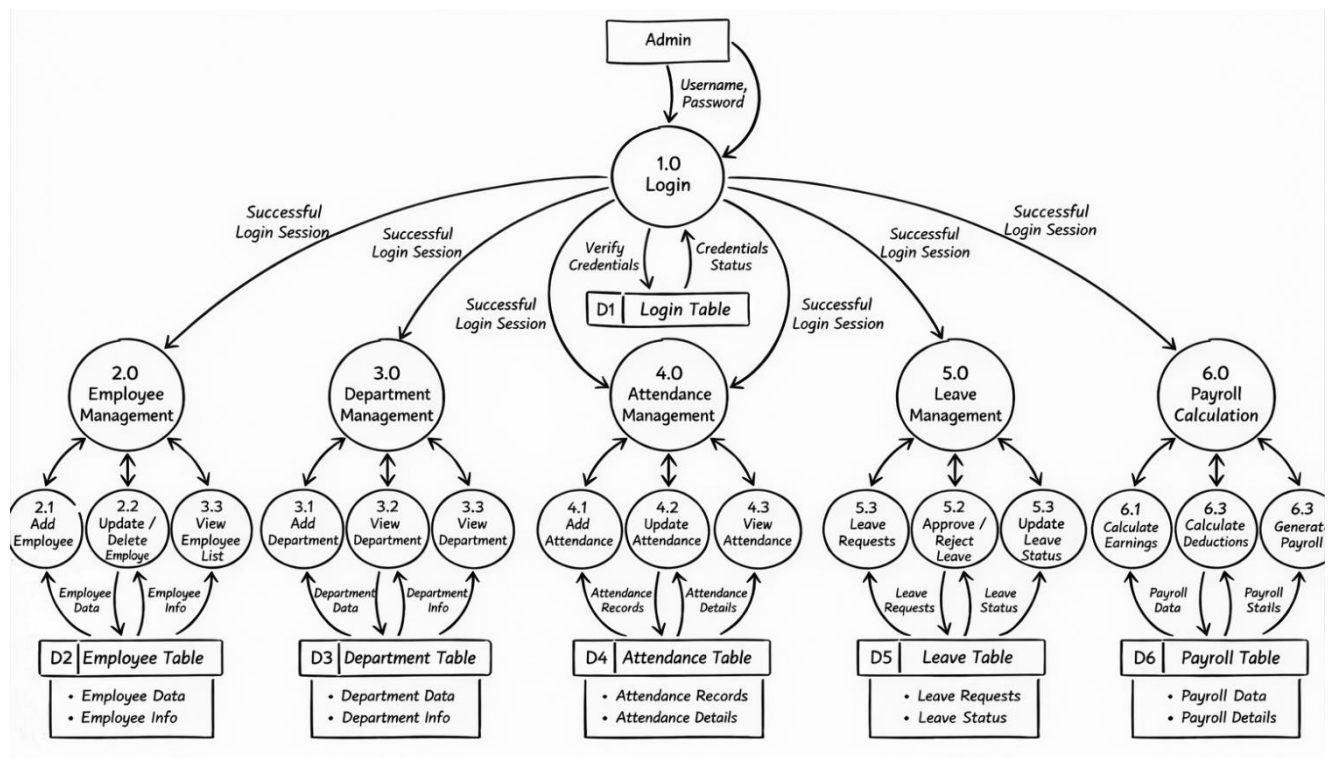 Admin
Username,
Password
1.0
Login
Successful
Login Session
Successful
Login Session
Successful
Login Session
Verify
Credentials
Credentials
Status
Successful
Login Session
Successful
Login Session
Successful
Login Session
D1 Login Table
2.0
Employee
Management
3.0
Department
Management
4.0
Attendance
Management
5.0
Leave
Management
6.0
Payroll
Calculation
2.1
Add
Employee
2.2
Update /
Delete
Employe
3.3
View
Employee
List
3.1
Add
Department
3.2
View
Department
3.3
View
Department
4.1
Add
Attendance
4.2
Update
Attendance
4.3
View
Attendance
5.3
Leave
Requests
5.2
Approve /
Reject
Leave
5.3
Update
Leave
Status
6.1
Calculate
Earnings
6.3
Calculate
Deductions
6.3
Generate
Payroll
Employee
Data
Employee
Info
Department
Data
Department
Info
Attendance
Records
Attendance
Details
Leave
Requests
Leave
Status
Payroll
Data
Payroll
Stails
D2 Employee Table
• Employee Data
• Employee Info
D3 Department Table
• Department Data
• Department Info
D4 Attendance Table
• Attendance Records
• Attendance Details
D5 Leave Table
• Leave Requests
• Leave Status
D6 Payroll Table
• Payroll Data
• Payroll Details